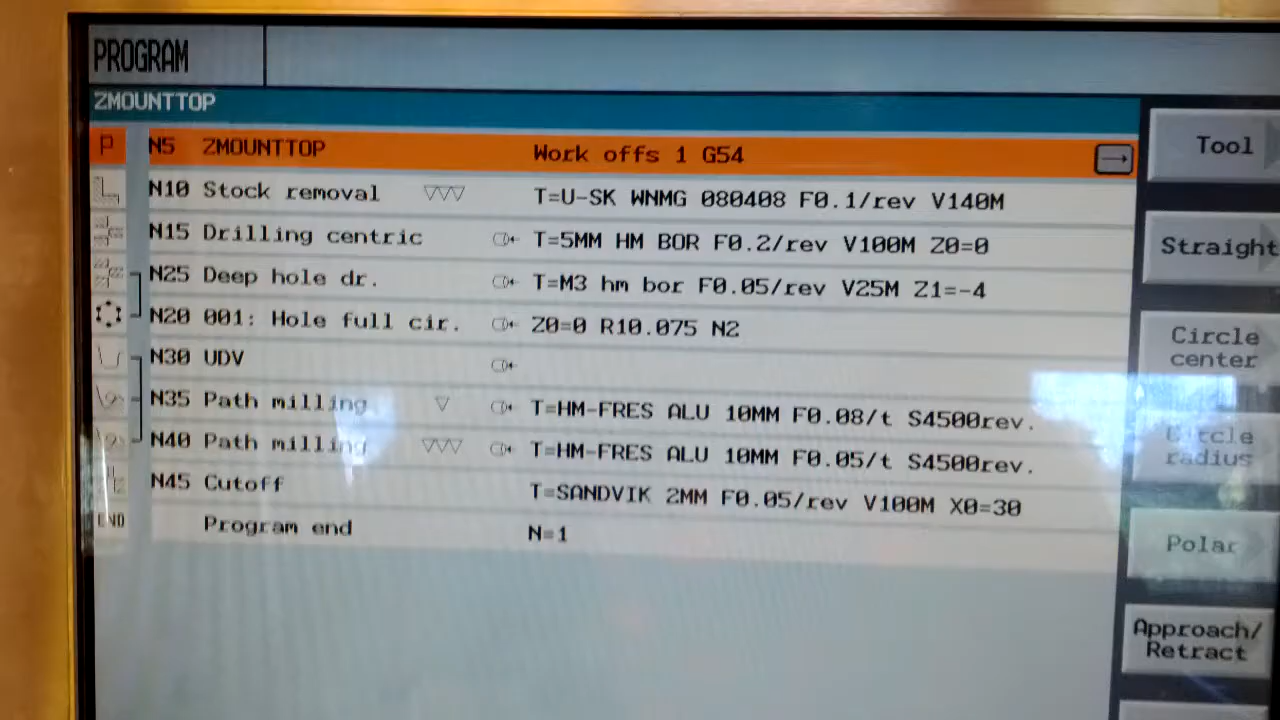 PROGRAM
ZMOUNTTOP
P N5 ZMOUNTTOP Work offs 1 G54
N10 Stock removal T=U-SK WNMG 080408 F0.1/rev V140M
N15 Drilling centric T=5MM HM BOR F0.2/rev V100M Z0=0
N25 Deep hole dr. T=M3 hm bor F0.05/rev V25M Z1=-4
N20 001: Hole full cir. Z0=0 R10.075 N2
N30 UDV
N35 Path milling T=HM-FRES ALU 10MM F0.08/t S4500rev.
N40 Path milling T=HM-FRES ALU 10MM F0.05/t S4500rev.
N45 Cutoff T=SANDVIK 2MM F0.05/rev V100M X0=30
END Program end N=1
Tool
Straight
Circle
center
Circle
radius
Polar
Approach/
Retract